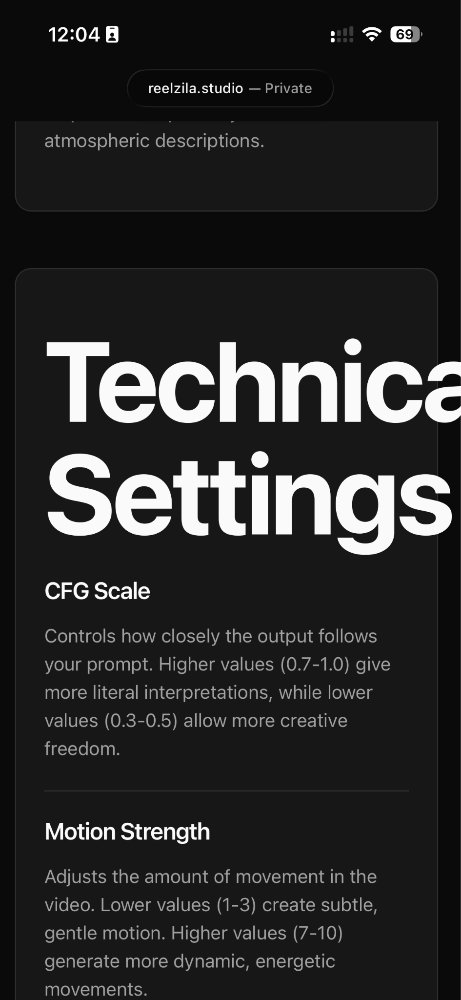 12:04
69
reelzila.studio — Private
atmospheric descriptions.
Technica
Settings
CFG Scale
Controls how closely the output follows
your prompt. Higher values (0.7-1.0) give
more literal interpretations, while lower
values (0.3-0.5) allow more creative
freedom.
Motion Strength
Adjusts the amount of movement in the
video. Lower values (1-3) create subtle,
gentle motion. Higher values (7-10)
generate more dynamic, energetic
movements.